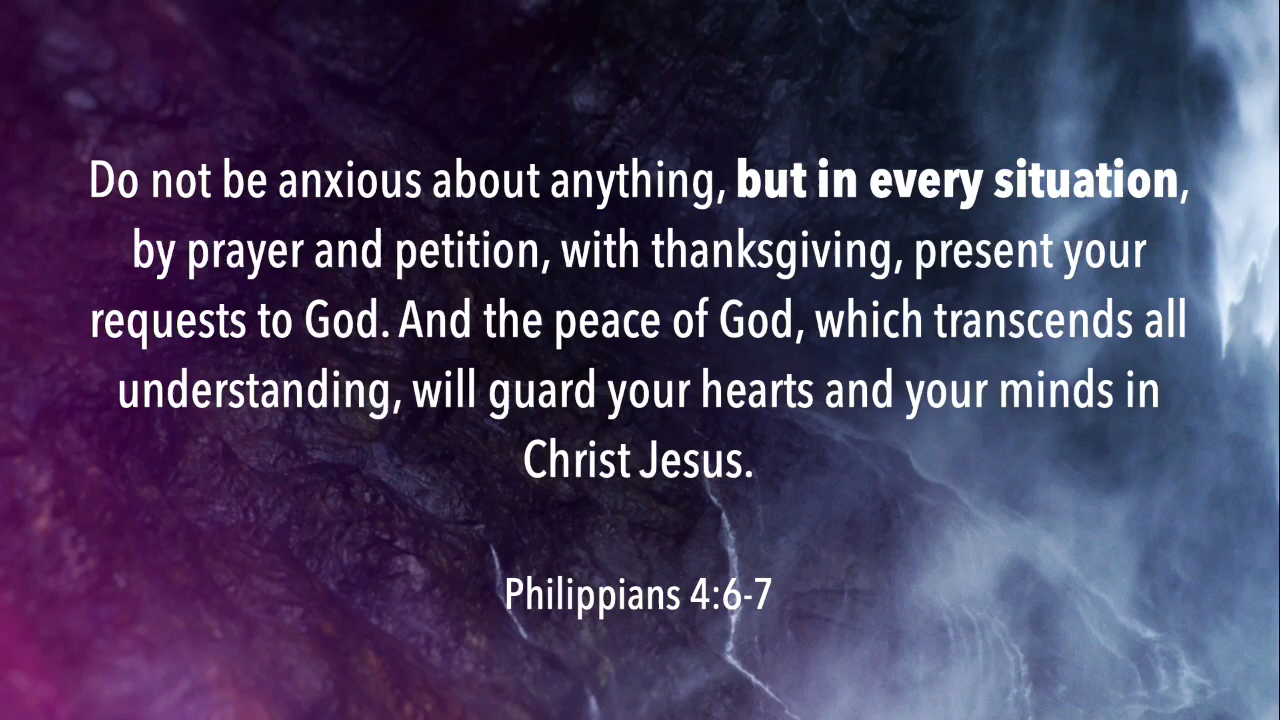 Do not be anxious about anything, but in every situation,
by prayer and petition, with thanksgiving, present your
requests to God. And the peace of God, which transcends all
understanding, will guard your hearts and your minds in
Christ Jesus.
Philippians 4:6-7